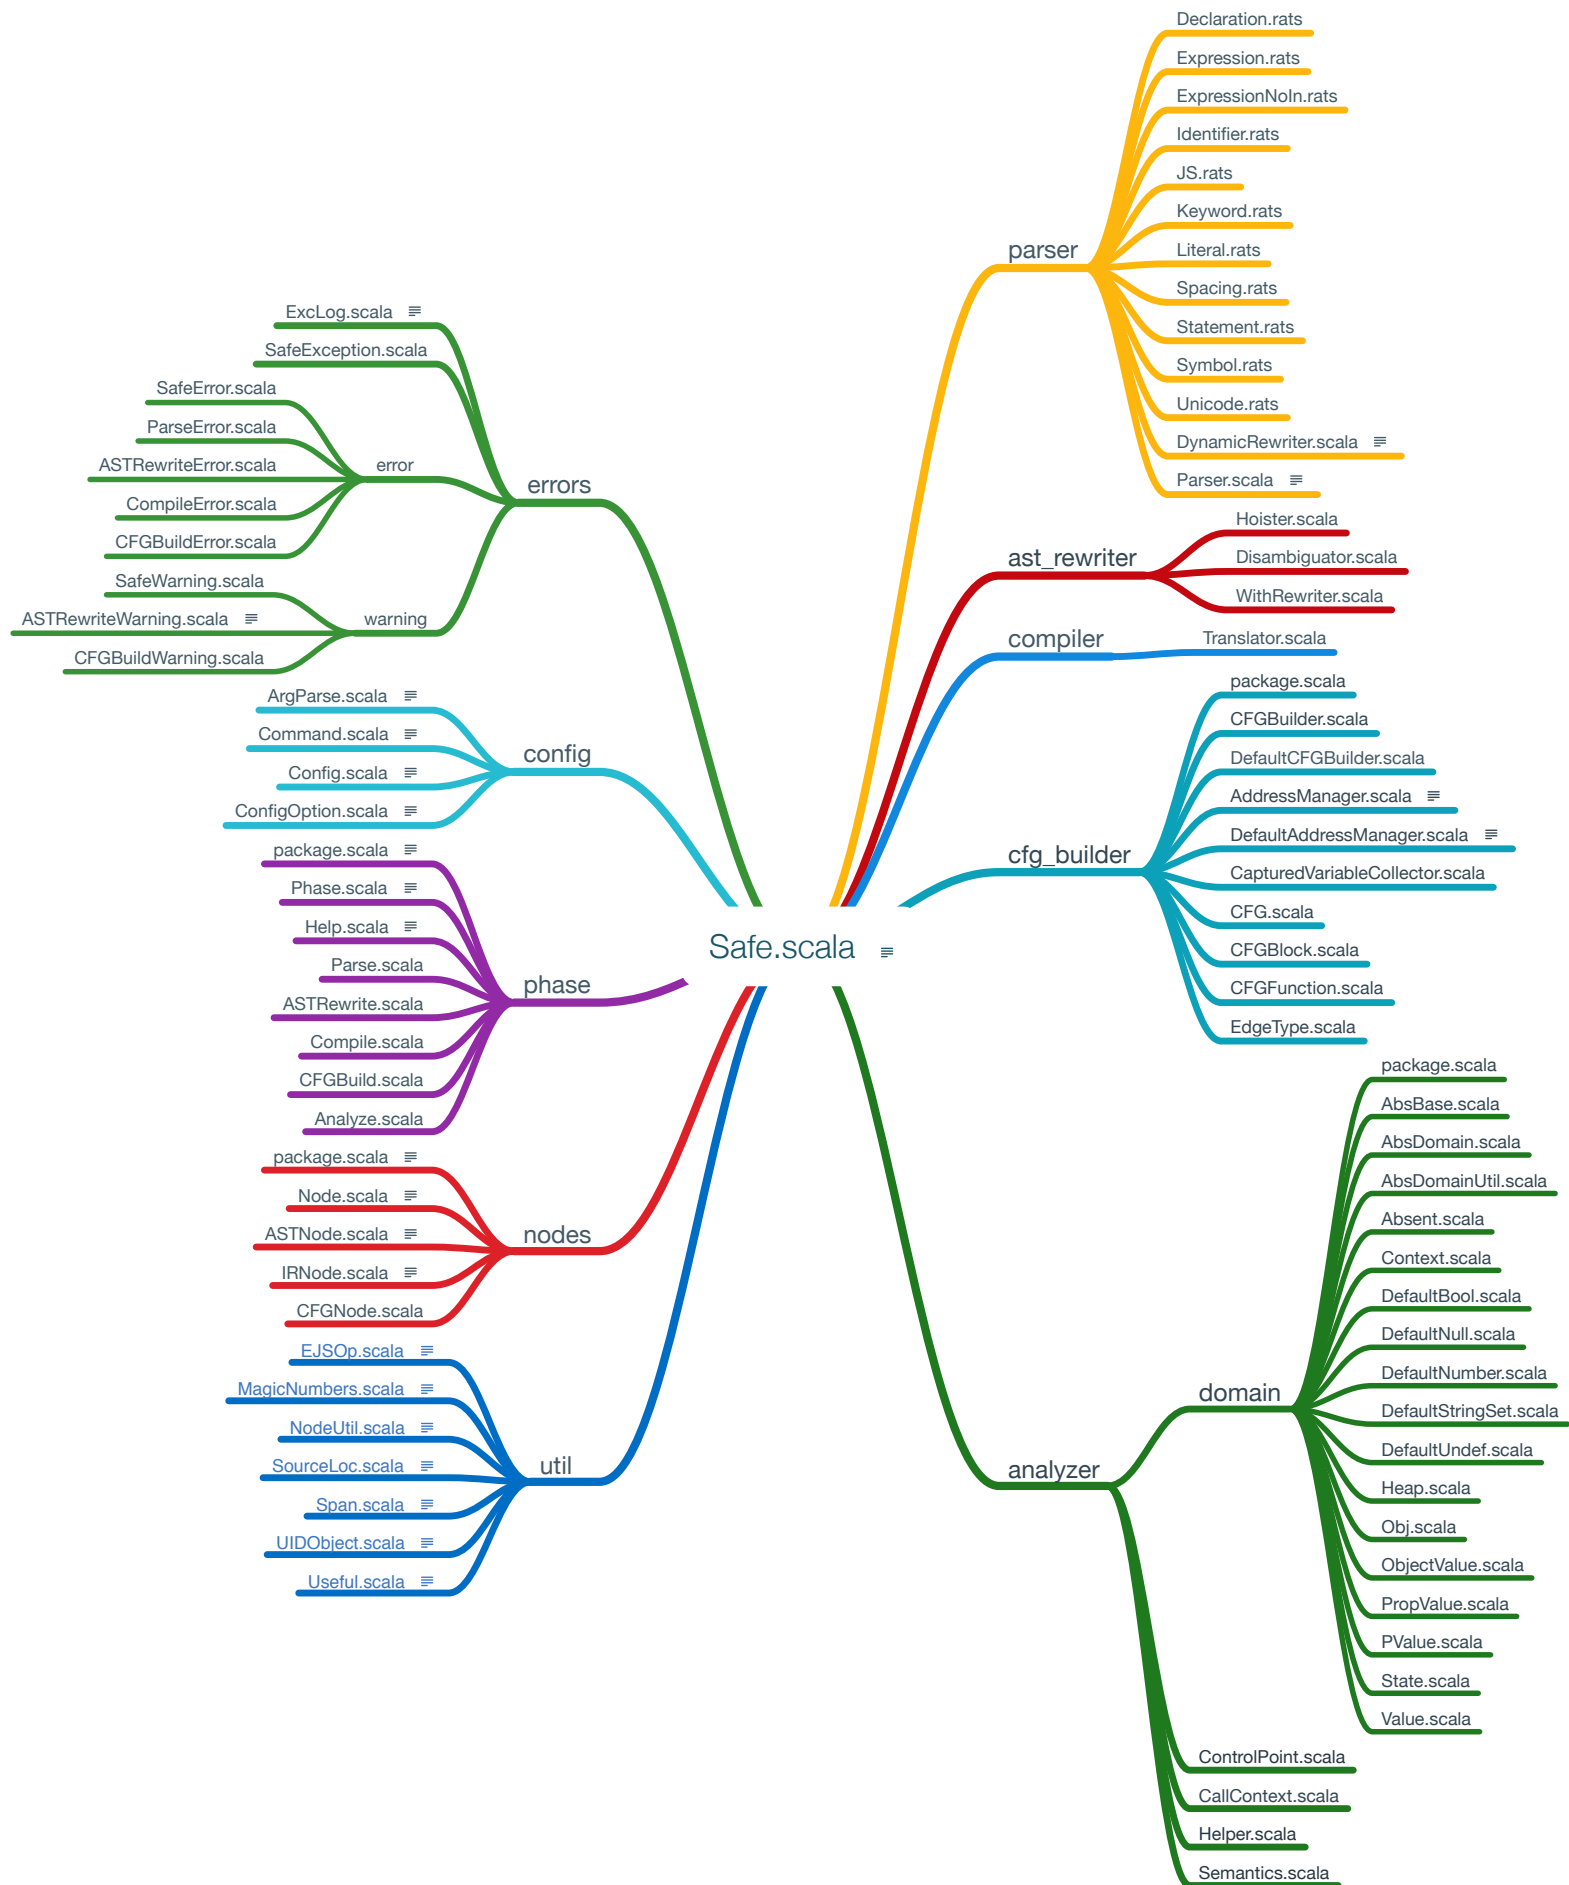 Safe.scala
parser
Declaration.rats
Expression.rats
ExpressionNoIn.rats
Identifier.rats
JS.rats
Keyword.rats
Literal.rats
Spacing.rats
Statement.rats
Symbol.rats
Unicode.rats
DynamicRewriter.scala
Parser.scala
ast_rewriter
Hoister.scala
Disambiguator.scala
WithRewriter.scala
compiler
Translator.scala
cfg_builder
package.scala
CFGBuilder.scala
DefaultCFGBuilder.scala
AddressManager.scala
DefaultAddressManager.scala
CapturedVariableCollector.scala
CFG.scala
CFGBlock.scala
CFGFunction.scala
EdgeType.scala
analyzer
domain
package.scala
AbsBase.scala
AbsDomain.scala
AbsDomainUtil.scala
Absent.scala
Context.scala
DefaultBool.scala
DefaultNull.scala
DefaultNumber.scala
DefaultStringSet.scala
DefaultUndef.scala
Heap.scala
Obj.scala
ObjectValue.scala
PropValue.scala
PValue.scala
State.scala
Value.scala
ControlPoint.scala
CallContext.scala
Helper.scala
Semantics.scala
errors
ExcLog.scala
SafeException.scala
error
SafeError.scala
ParseError.scala
ASTRewriteError.scala
CompileError.scala
CFGBuildError.scala
warning
SafeWarning.scala
ASTRewriteWarning.scala
CFGBuildWarning.scala
config
ArgParse.scala
Command.scala
Config.scala
ConfigOption.scala
phase
package.scala
Phase.scala
Help.scala
Parse.scala
ASTRewrite.scala
Compile.scala
CFGBuild.scala
Analyze.scala
nodes
package.scala
Node.scala
ASTNode.scala
IRNode.scala
CFGNode.scala
util
EJSOp.scala
MagicNumbers.scala
NodeUtil.scala
SourceLoc.scala
Span.scala
UIDObject.scala
Useful.scala